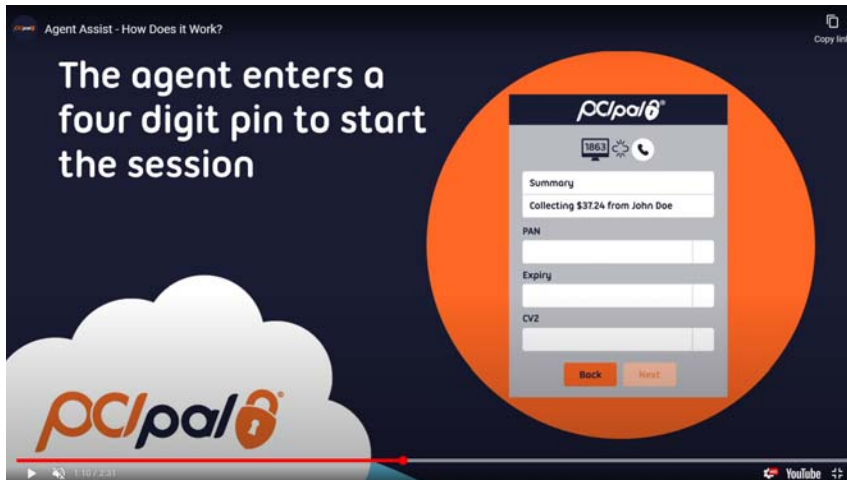 Agent Assist - How Does it Work?
Copy link
The agent enters a
four digit pin to start
the session
pcipal®
1863
Summary
Collecting $37.24 from John Doe
PAN
Expiry
CV2
Back
Next
pcipal®
1:10 / 2:31
YouTube